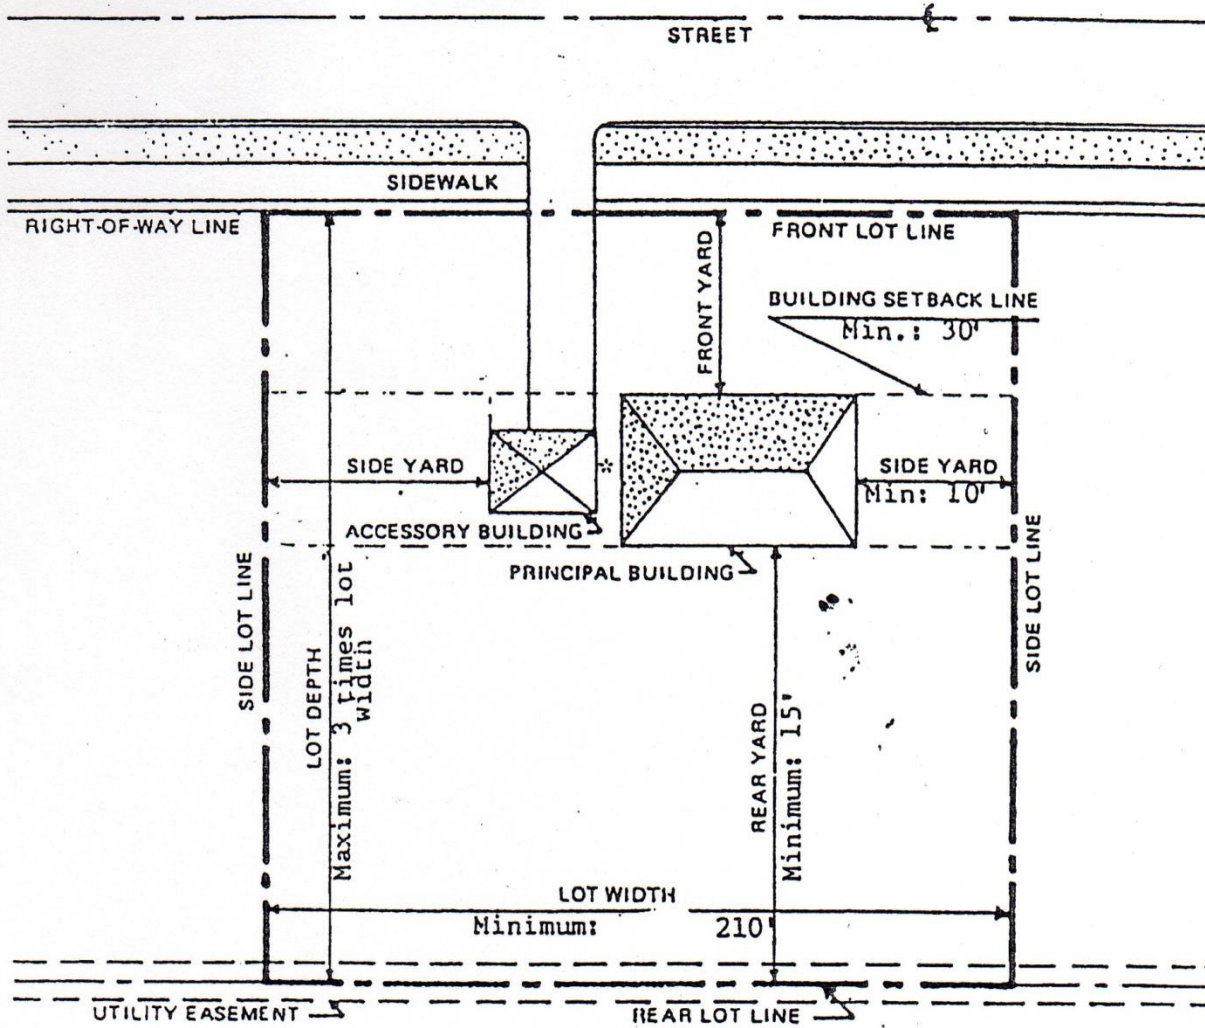 STREET
SIDEWALK
RIGHT-OF-WAY LINE
FRONT LOT LINE
FRONT YARD
BUILDING SETBACK LINE
Min.: 30'
SIDE YARD
*
SIDE YARD
Min: 10'
ACCESSORY BUILDING
PRINCIPAL BUILDING
SIDE LOT LINE
LOT DEPTH
Maximum: 3 times lot
width
REAR YARD
Minimum: 15'
SIDE LOT LINE
LOT WIDTH
Minimum: 210'
UTILITY EASEMENT
REAR LOT LINE